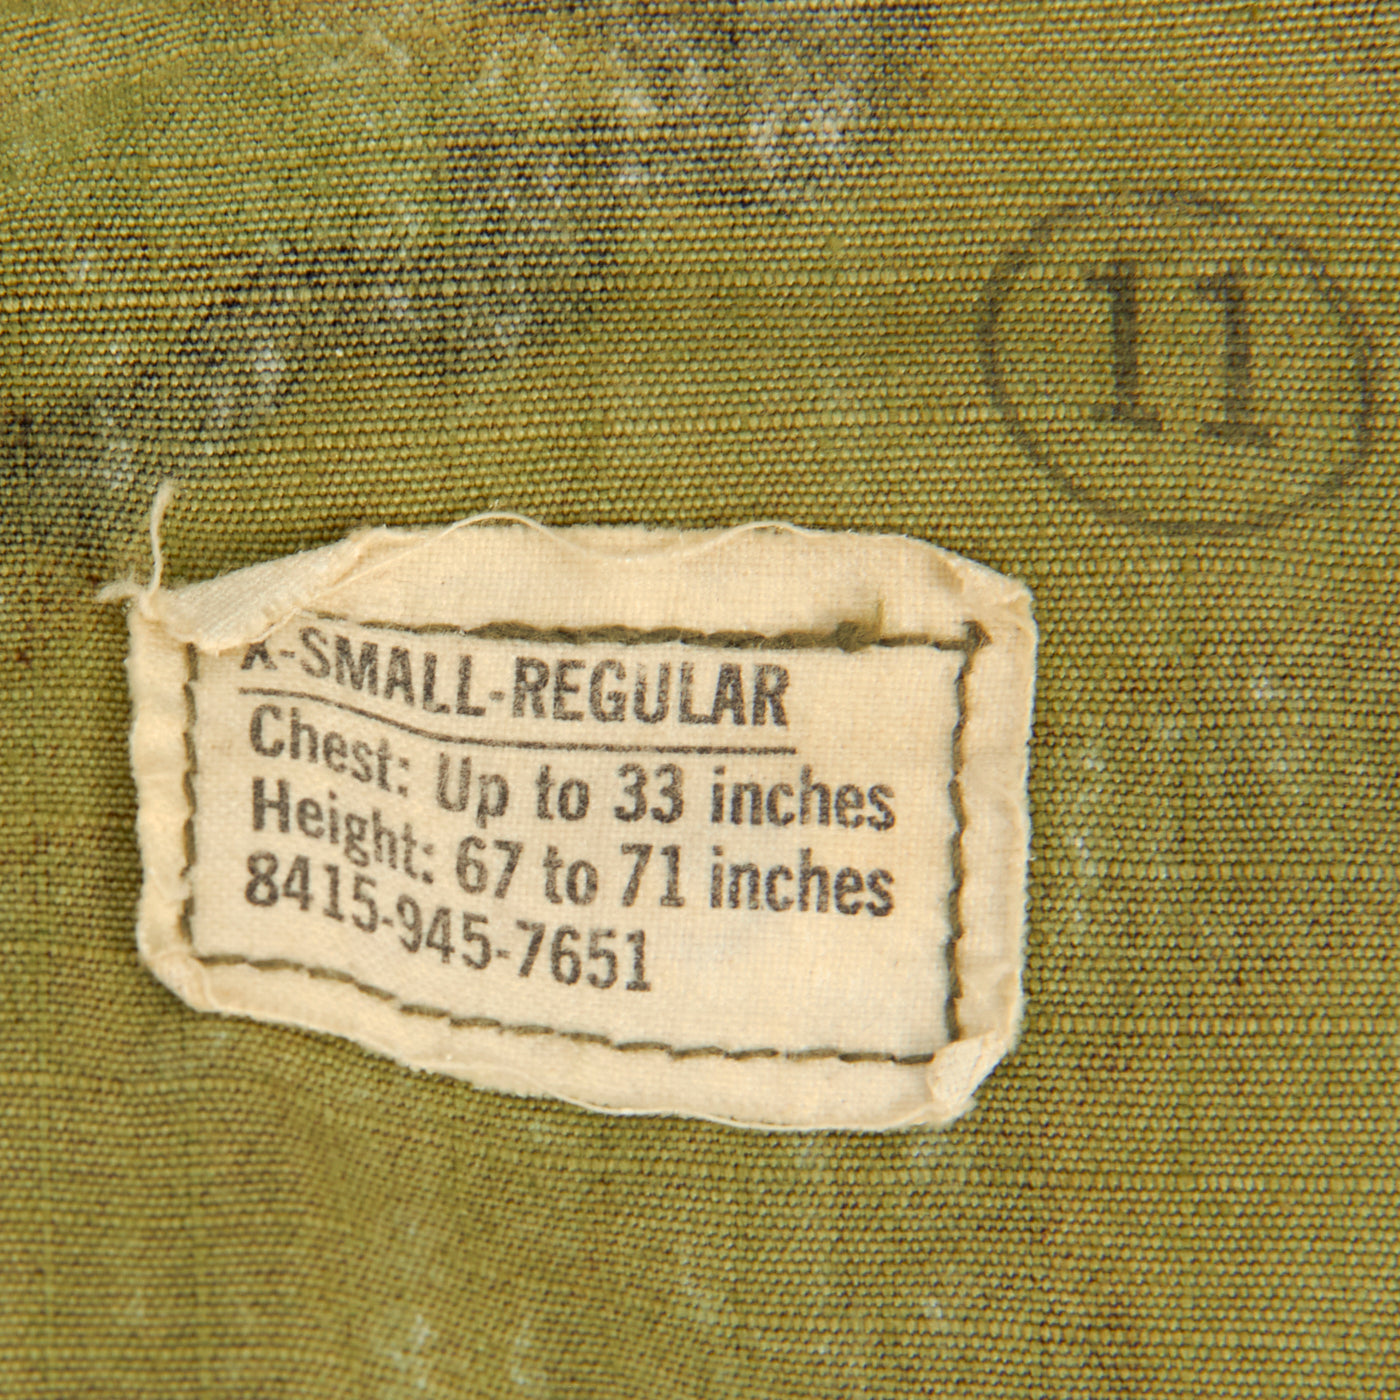 11
X-SMALL-REGULAR
Chest: Up to 33 inches
Height: 67 to 71 inches
8415-945-7651